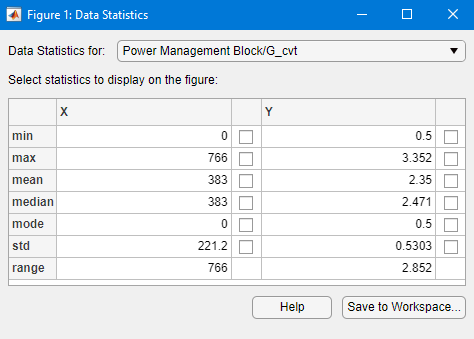 Figure 1: Data Statistics
Data Statistics for: Power Management Block/G_cvt
Select statistics to display on the figure:
X Y
min 0 0.5
max 766 3.352
mean 383 2.35
median 383 2.471
mode 0 0.5
std 221.2 0.5303
range 766 2.852
Help Save to Workspace...